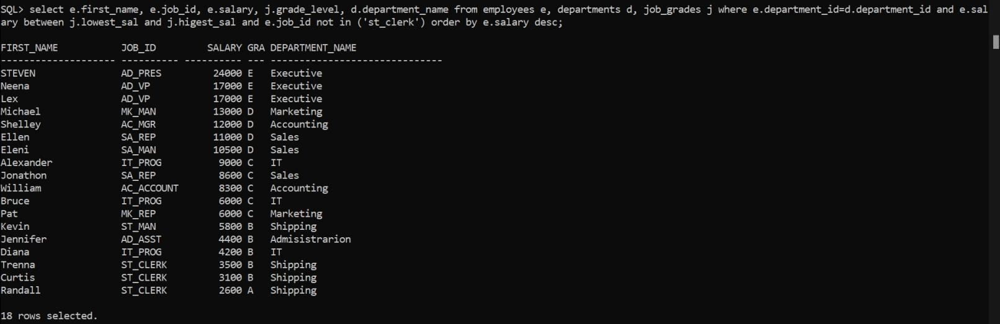 SQL> select e.first_name, e.job_id, e.salary, j.grade_level, d.department_name from employees e, departments d, job_grades j where e.department_id=d.department_id and e.sal
ary between j.lowest_sal and j.higest_sal and e.job_id not in ('st_clerk') order by e.salary desc;
FIRST_NAME           JOB_ID         SALARY GRA DEPARTMENT_NAME
-------------------- ---------- ---------- --- ------------------------------
STEVEN               AD_PRES         24000 E   Executive
Neena                AD_VP           17000 E   Executive
Lex                  AD_VP           17000 E   Executive
Michael              MK_MAN          13000 D   Marketing
Shelley              AC_MGR          12000 D   Accounting
Ellen                SA_REP          11000 D   Sales
Eleni                SA_MAN          10500 D   Sales
Alexander            IT_PROG          9000 C   IT
Jonathon             SA_REP           8600 C   Sales
William              AC_ACCOUNT       8300 C   Accounting
Bruce                IT_PROG          6000 C   IT
Pat                  MK_REP           6000 C   Marketing
Kevin                ST_MAN           5800 B   Shipping
Jennifer             AD_ASST          4400 B   Admisistrarion
Diana                IT_PROG          4200 B   IT
Trenna               ST_CLERK         3500 B   Shipping
Curtis               ST_CLERK         3100 B   Shipping
Randall              ST_CLERK         2600 A   Shipping
18 rows selected.